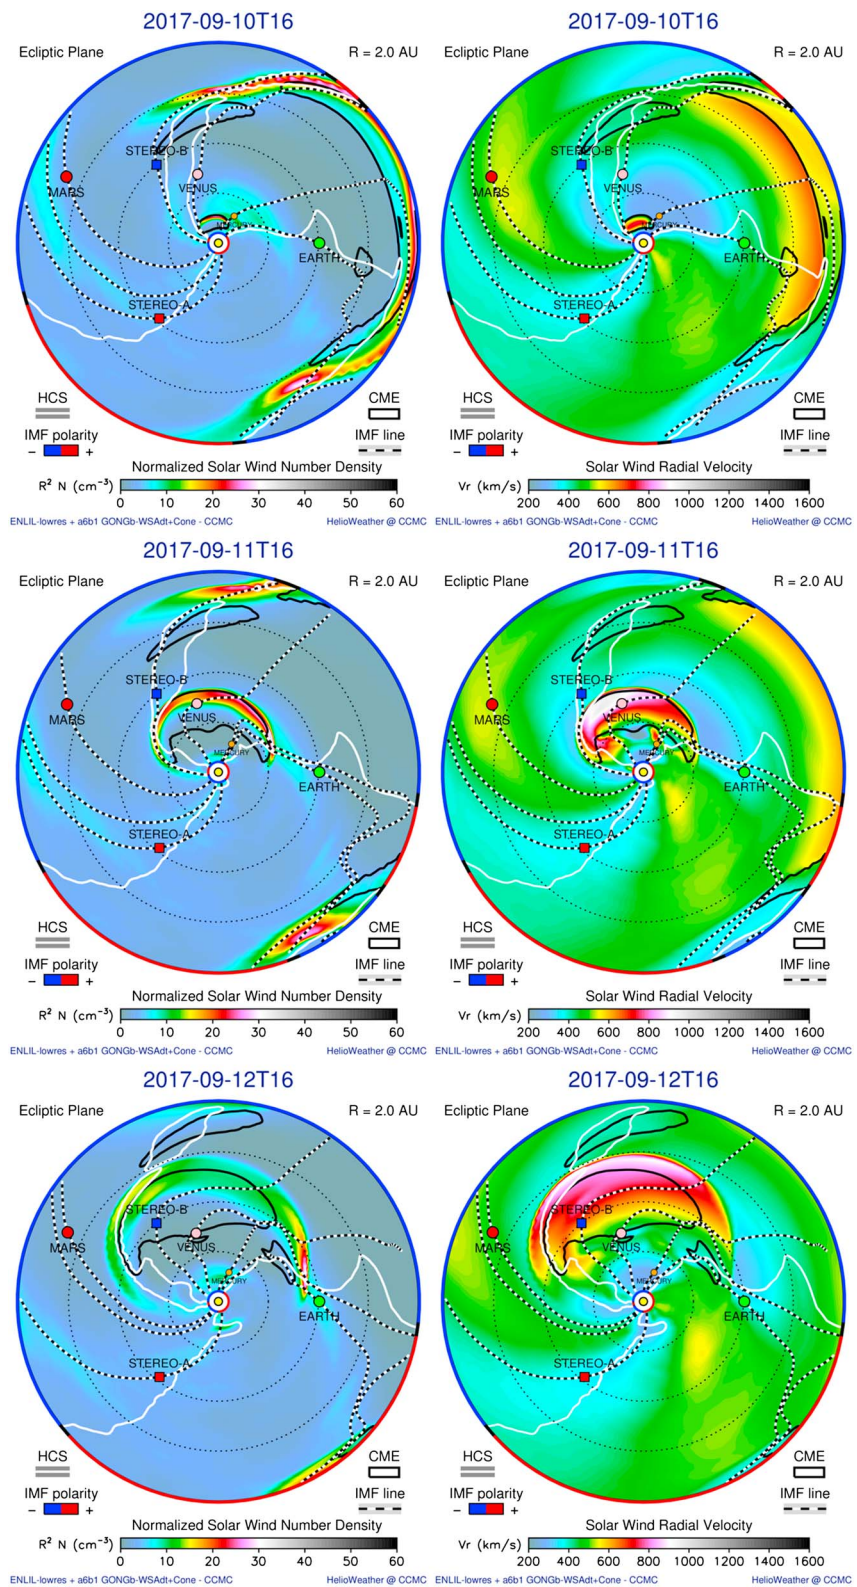 2017-09-10T16 2017-09-10T16
Ecliptic Plane R = 2.0 AU Ecliptic Plane R = 2.0 AU
STEREO-B STEREO-B
MARS VENUS MARS VENUS
MERCURY MERCURY
EARTH EARTH
STEREO-A STEREO-A
HCS CME HCS CME
IMF polarity IMF line IMF polarity IMF line
- + - +
Normalized Solar Wind Number Density Solar Wind Radial Velocity
R² N (cm⁻³) Vr (km/s)
0 10 20 30 40 50 60 200 400 600 800 1000 1200 1400 1600
ENLIL-lowres + a6b1 GONGb-WSAdt+Cone - CCMC HelioWeather @ CCMC ENLIL-lowres + a6b1 GONGb-WSAdt+Cone - CCMC HelioWeather @ CCMC
2017-09-11T16 2017-09-11T16
Ecliptic Plane R = 2.0 AU Ecliptic Plane R = 2.0 AU
STEREO-B STEREO-B
MARS VENUS MARS VENUS
MERCURY MERCURY
EARTH EARTH
STEREO-A STEREO-A
HCS CME HCS CME
IMF polarity IMF line IMF polarity IMF line
- + - +
Normalized Solar Wind Number Density Solar Wind Radial Velocity
R² N (cm⁻³) Vr (km/s)
0 10 20 30 40 50 60 200 400 600 800 1000 1200 1400 1600
ENLIL-lowres + a6b1 GONGb-WSAdt+Cone - CCMC HelioWeather @ CCMC ENLIL-lowres + a6b1 GONGb-WSAdt+Cone - CCMC HelioWeather @ CCMC
2017-09-12T16 2017-09-12T16
Ecliptic Plane R = 2.0 AU Ecliptic Plane R = 2.0 AU
STEREO-B STEREO-B
MARS VENUS MARS VENUS
MERCURY MERCURY
EARTH EARTH
STEREO-A STEREO-A
HCS CME HCS CME
IMF polarity IMF line IMF polarity IMF line
- + - +
Normalized Solar Wind Number Density Solar Wind Radial Velocity
R² N (cm⁻³) Vr (km/s)
0 10 20 30 40 50 60 200 400 600 800 1000 1200 1400 1600
ENLIL-lowres + a6b1 GONGb-WSAdt+Cone - CCMC HelioWeather @ CCMC ENLIL-lowres + a6b1 GONGb-WSAdt+Cone - CCMC HelioWeather @ CCMC